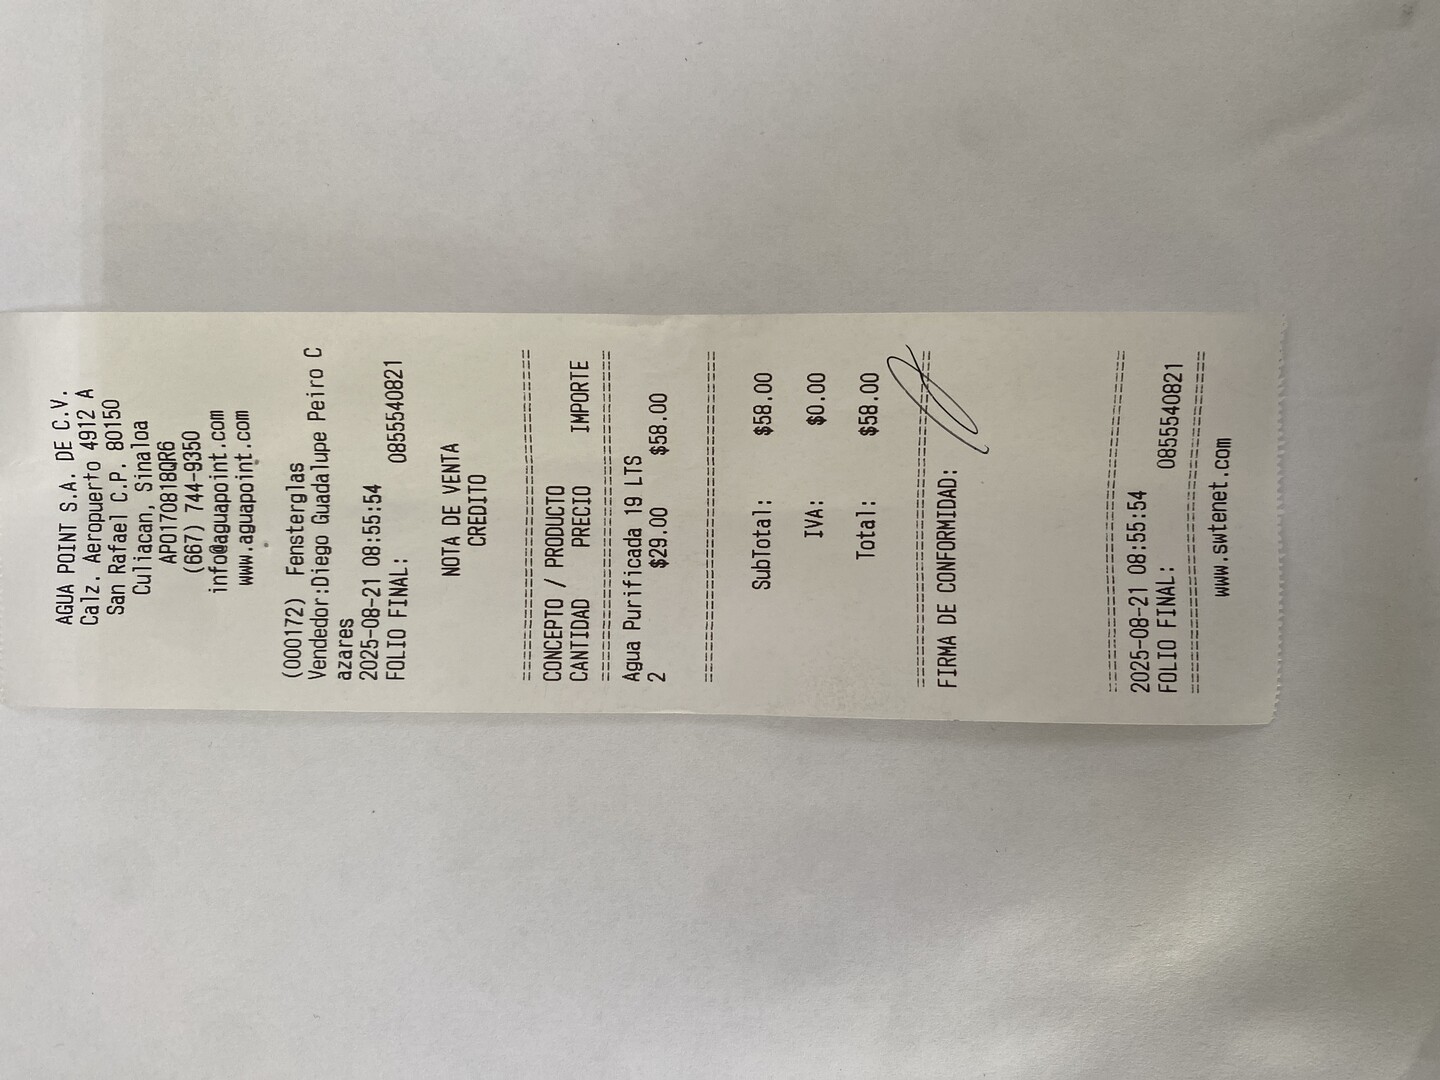 AGUA POINT S.A. DE C.V.
Calz. Aeropuerto 4912 A
San Rafael C.P. 80150
Culiacan, Sinaloa
APO170818QR6
(667) 744-9350
info@aguapoint.com
www.aguapoint.com
(000172) Fensterglas
Vendedor:Diego Guadalupe Peiro C
azares
2025-08-21 08:55:54
FOLIO FINAL: 0855540821
NOTA DE VENTA
CREDITO
================================
CONCEPTO / PRODUCTO
CANTIDAD PRECIO IMPORTE
================================
Agua Purificada 19 LTS
2 $29.00 $58.00
================================
SubTotal: $58.00
IVA: $0.00
Total: $58.00
================================
FIRMA DE CONFORMIDAD:
================================
2025-08-21 08:55:54
FOLIO FINAL: 0855540821
================================
www.swtenet.com